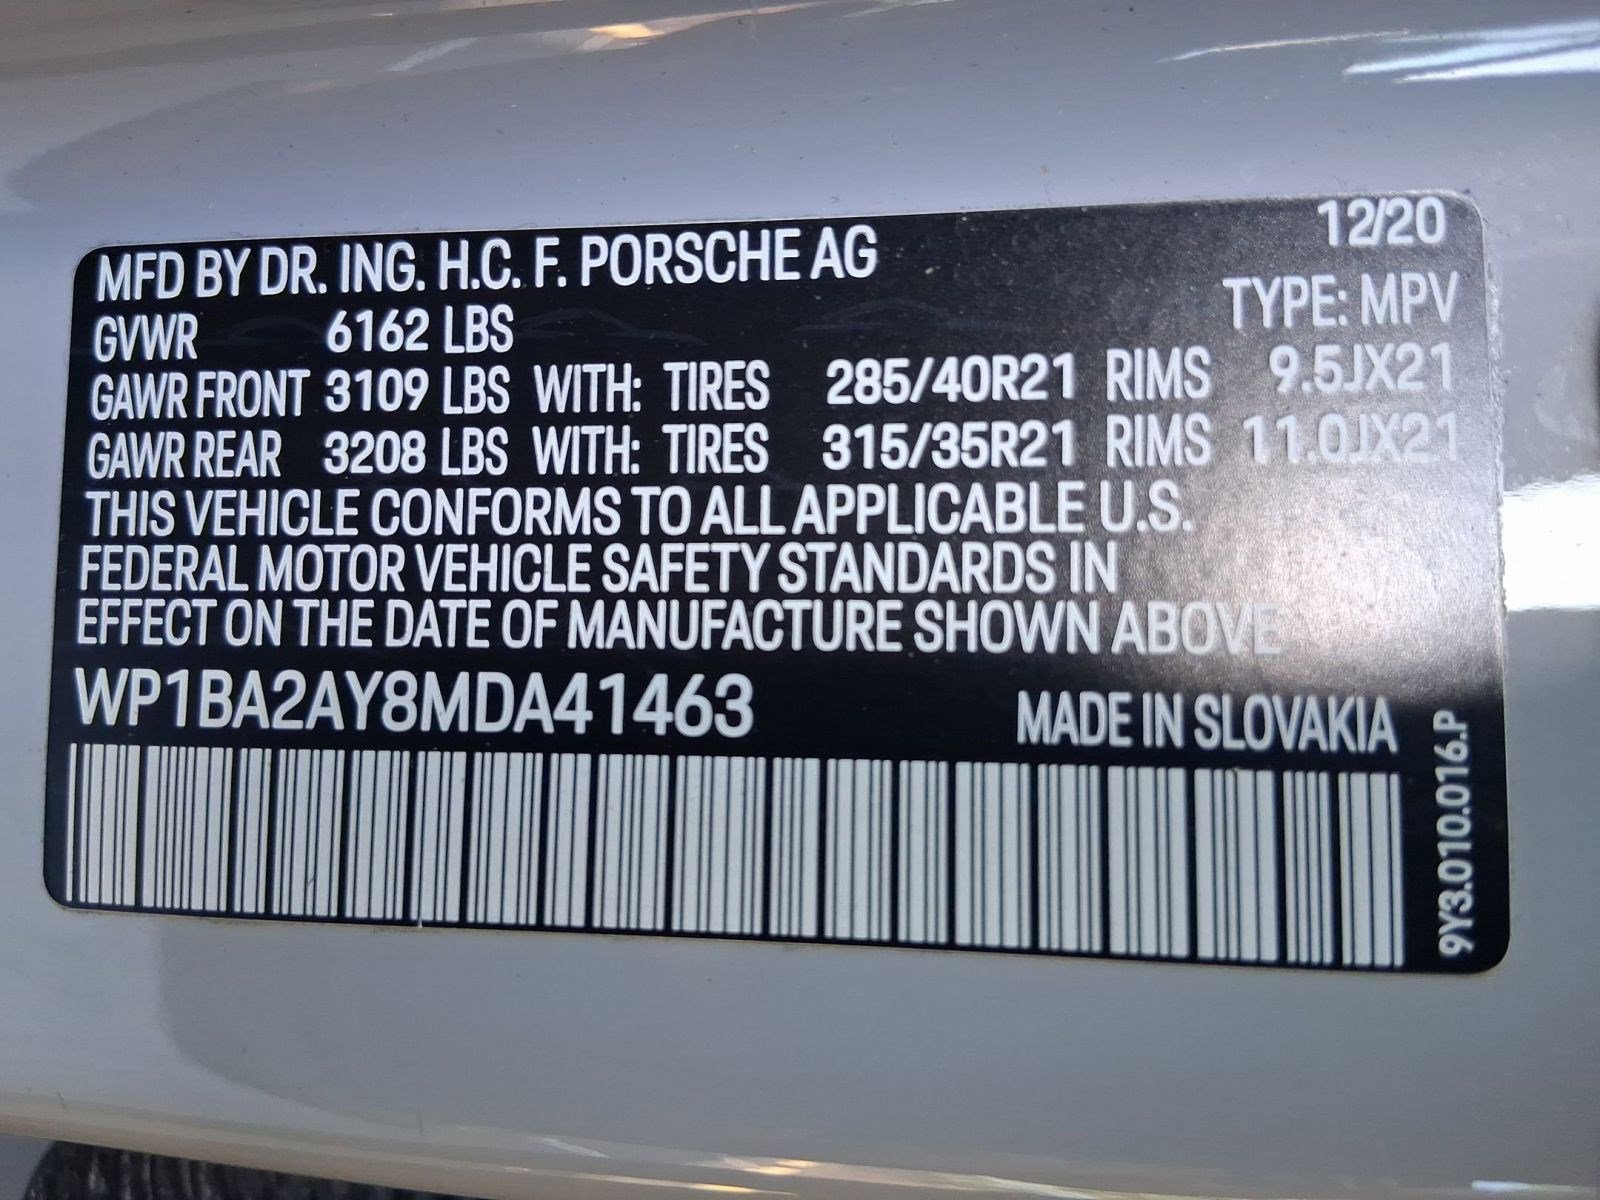 12/20
MFD BY DR. ING. H.C. F. PORSCHE AG
TYPE: MPV
GVWR 6162 LBS
GAWR FRONT 3109 LBS WITH: TIRES 285/40R21 RIMS 9.5JX21
GAWR REAR 3208 LBS WITH: TIRES 315/35R21 RIMS 11.0JX21
THIS VEHICLE CONFORMS TO ALL APPLICABLE U.S.
FEDERAL MOTOR VEHICLE SAFETY STANDARDS IN
EFFECT ON THE DATE OF MANUFACTURE SHOWN ABOVE
WP1BA2AY8MDA41463
MADE IN SLOVAKIA
9Y3.010.016.P